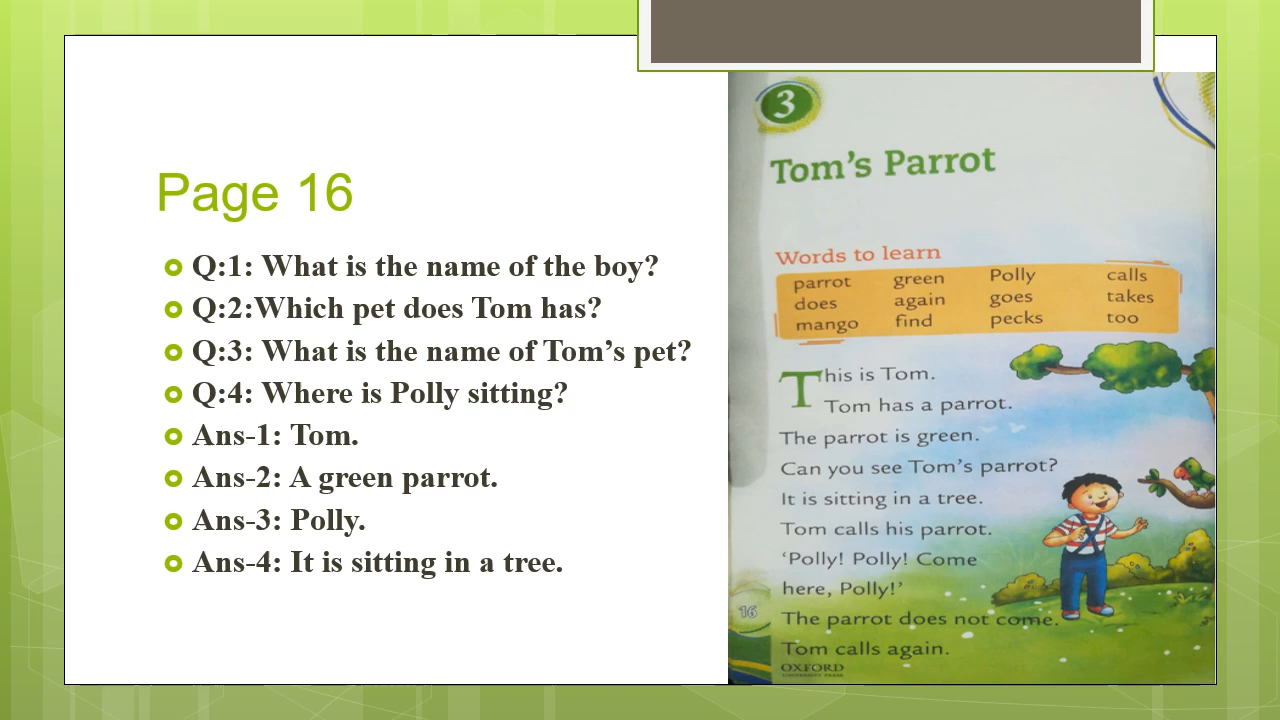 Page 16
Q:1: What is the name of the boy?
Q:2:Which pet does Tom has?
Q:3: What is the name of Tom’s pet?
Q:4: Where is Polly sitting?
Ans-1: Tom.
Ans-2: A green parrot.
Ans-3: Polly.
Ans-4: It is sitting in a tree.
3
Tom’s Parrot
Words to learn
parrot green Polly calls
does again goes takes
mango find pecks too
This is Tom.
Tom has a parrot.
The parrot is green.
Can you see Tom’s parrot?
It is sitting in a tree.
Tom calls his parrot.
‘Polly! Polly! Come
here, Polly!’
The parrot does not come.
Tom calls again.
16
OXFORD
UNIVERSITY PRESS